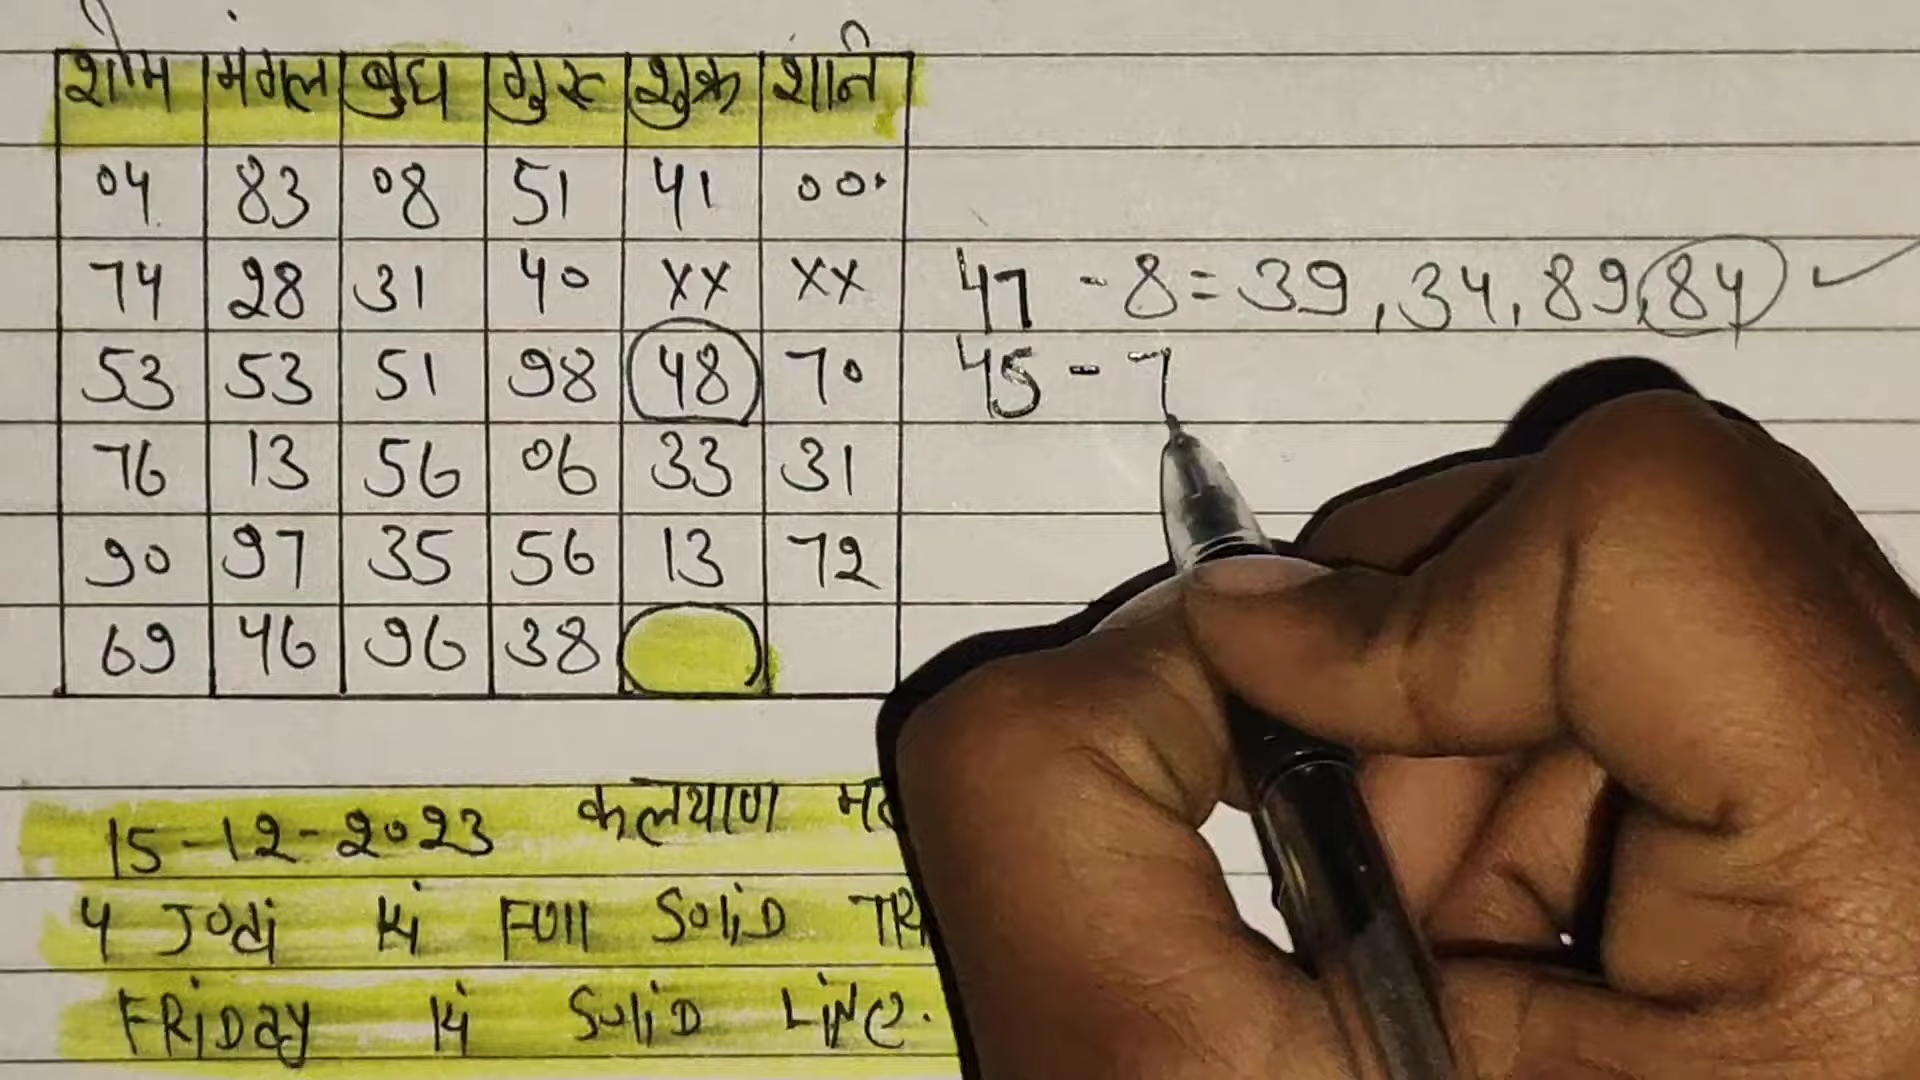 शोम मंगल बुध गुरु शुक्र शनि
04 83 08 51 41 00
74 28 31 40 XX XX 47 - 8 = 39, 34, 89, 84
53 53 51 98 48 70 45 - 7
76 13 56 06 33 31
90 97 35 56 13 72
69 46 96 38
15-12-2023 कल्याण
4 Jodi Ki FUll SoliD
FRiDay Ki SoliD LiNe.